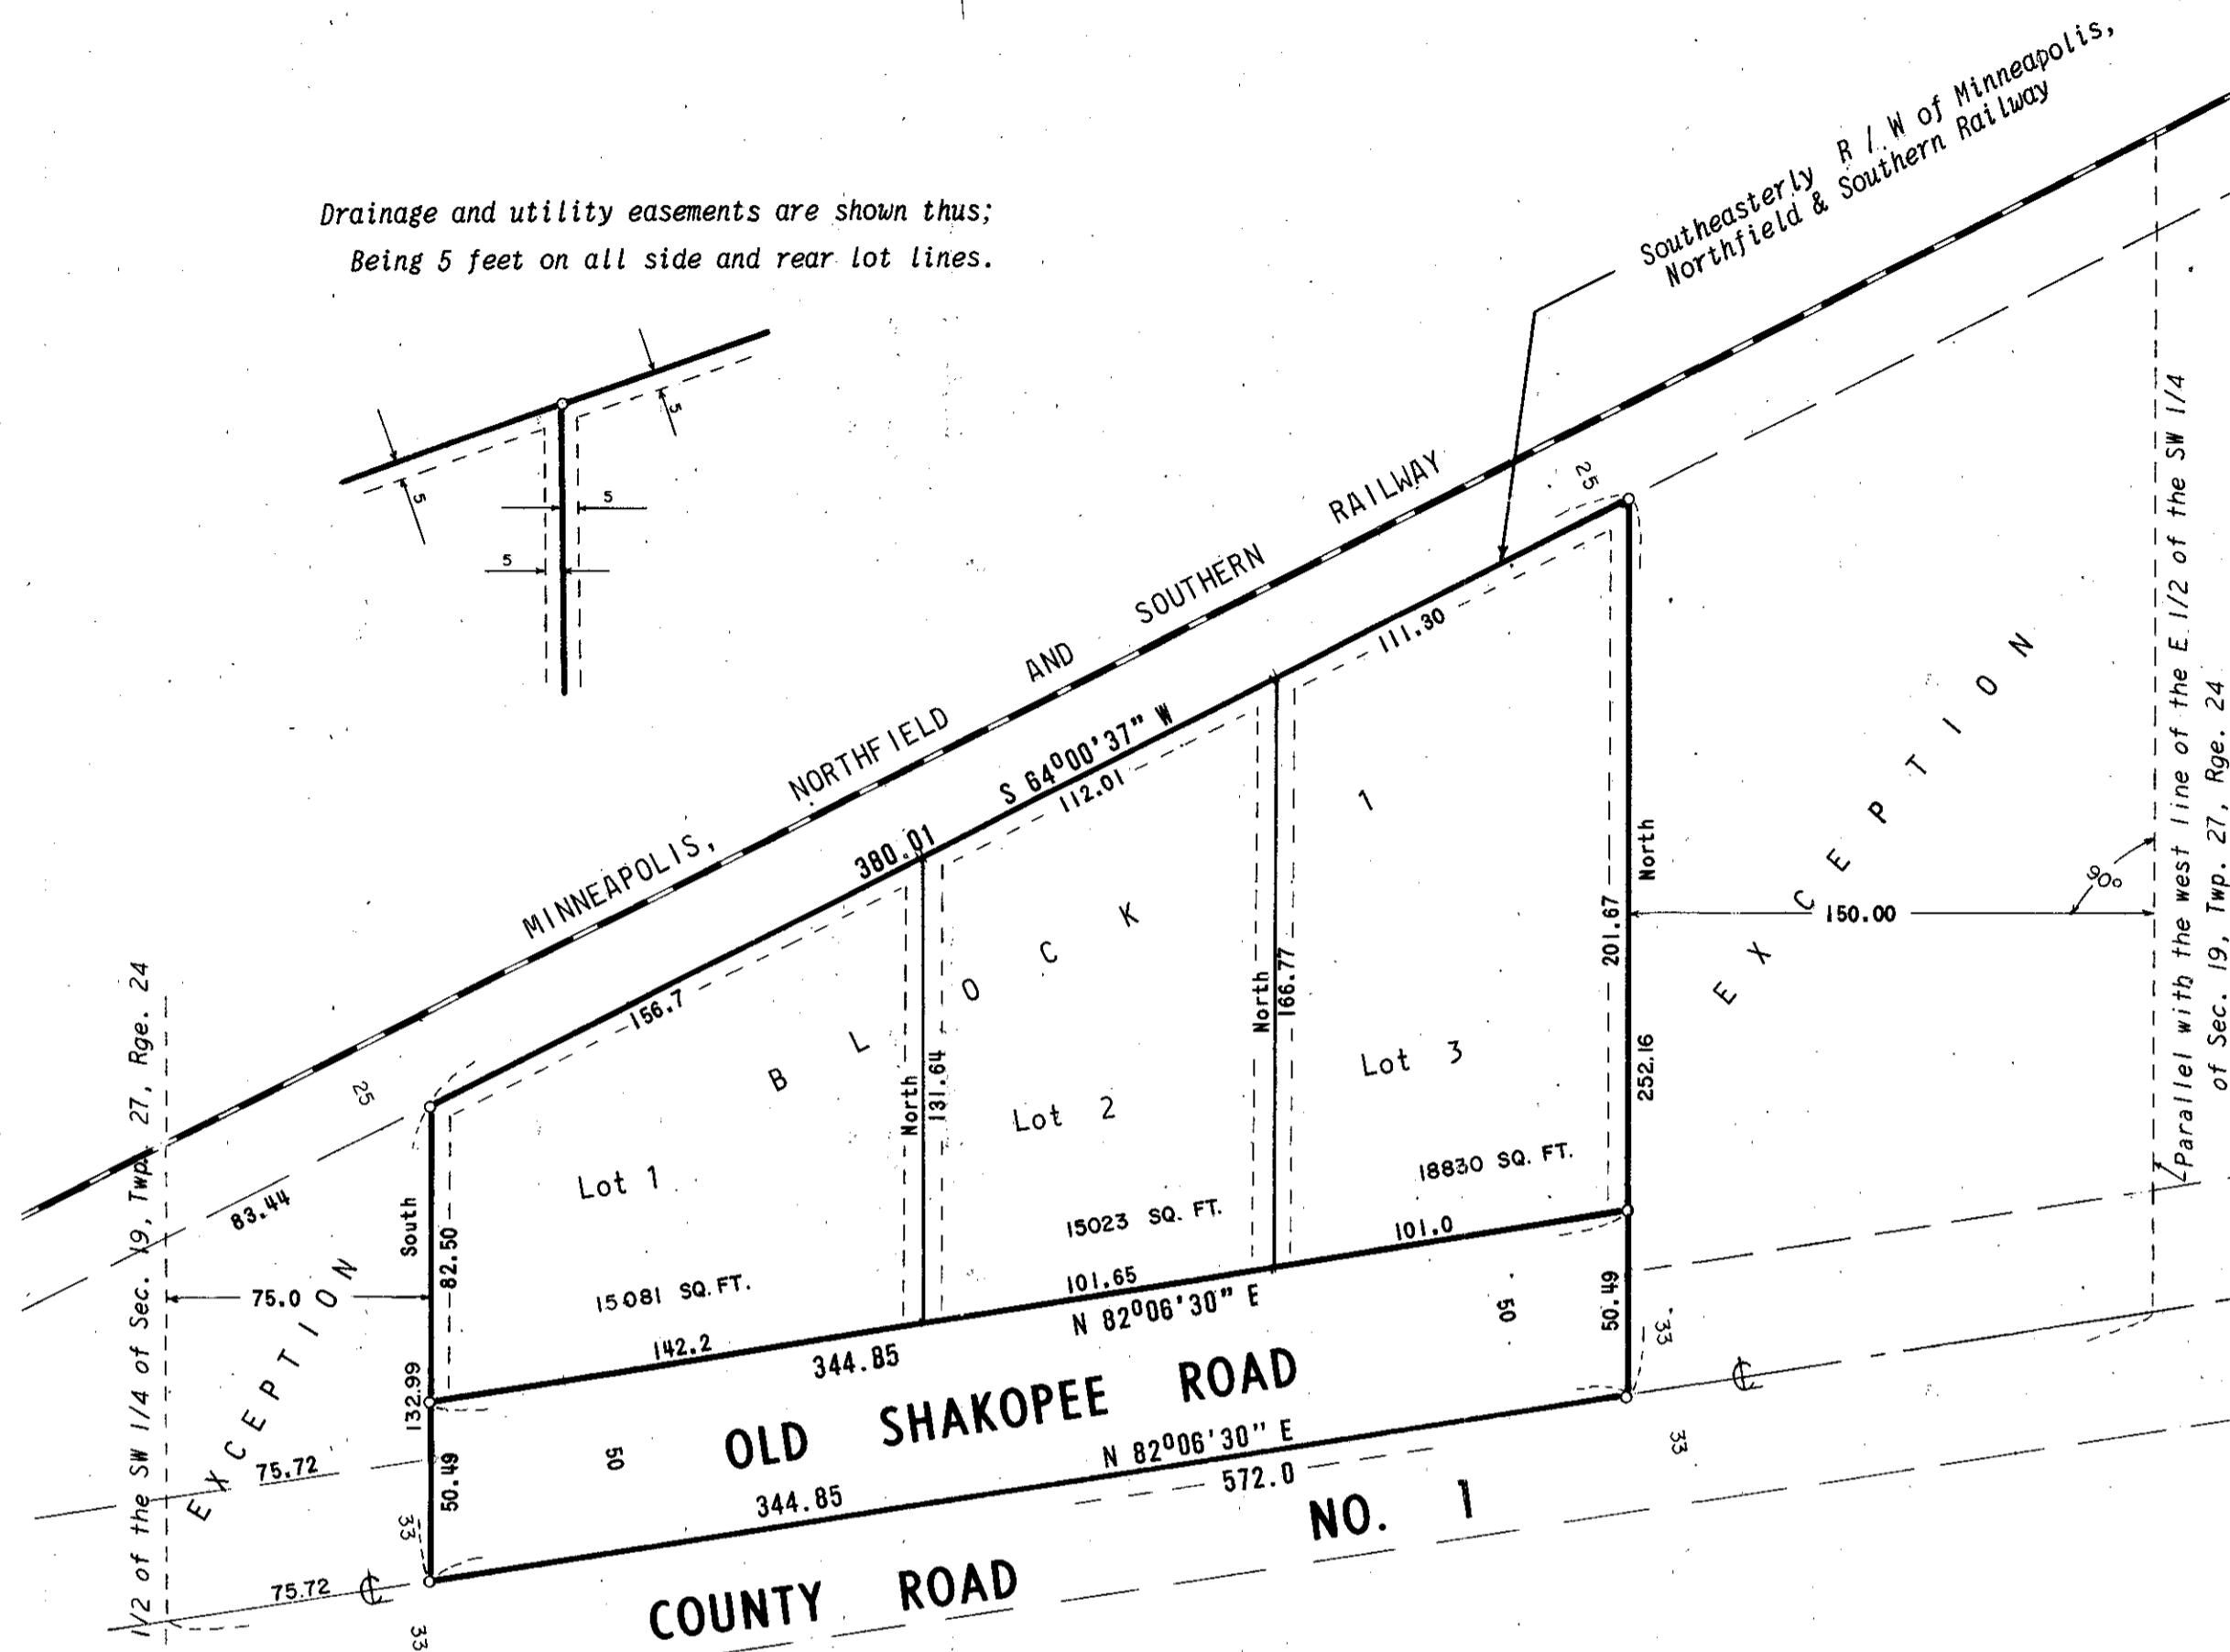 Drainage and utility easements are shown thus;
Being 5 feet on all side and rear lot lines.
5
5
5
5
Southeasterly R / W of Minneapolis,
Northfield & Southern Railway
MINNEAPOLIS, NORTHFIELD AND SOUTHERN RAILWAY
25
25
S 64°00'37" W
380.01
156.7
112.01
111.30
BLOCK 1
Lot 1
15081 SQ. FT.
142.2
Lot 2
15023 SQ. FT.
101.65
Lot 3
18830 SQ. FT.
101.0
South
82.50
132.99
50.49
33
33
North
131.64
North
166.77
North
201.67
252.16
50.49
33
33
N 82°06'30" E
344.85
50
50
OLD SHAKOPEE ROAD
N 82°06'30" E
344.85
572.0
COUNTY ROAD NO. 1
EXCEPTION
83.44
75.0
75.72
75.72
℄
1/2 of the SW 1/4 of Sec. 19, Twp. 27, Rge. 24
EXCEPTION
150.00
90°
℄
Parallel with the west line of the E 1/2 of the SW 1/4
of Sec. 19, Twp. 27, Rge. 24